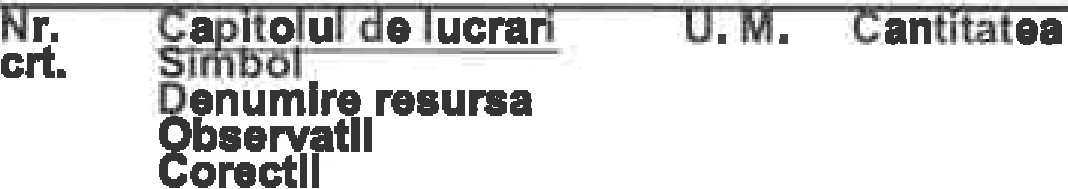 Nr. Capitolul de lucrari U. M. Cantitatea
crt. Simbol
Denumire resursa
Observatii
Corectii